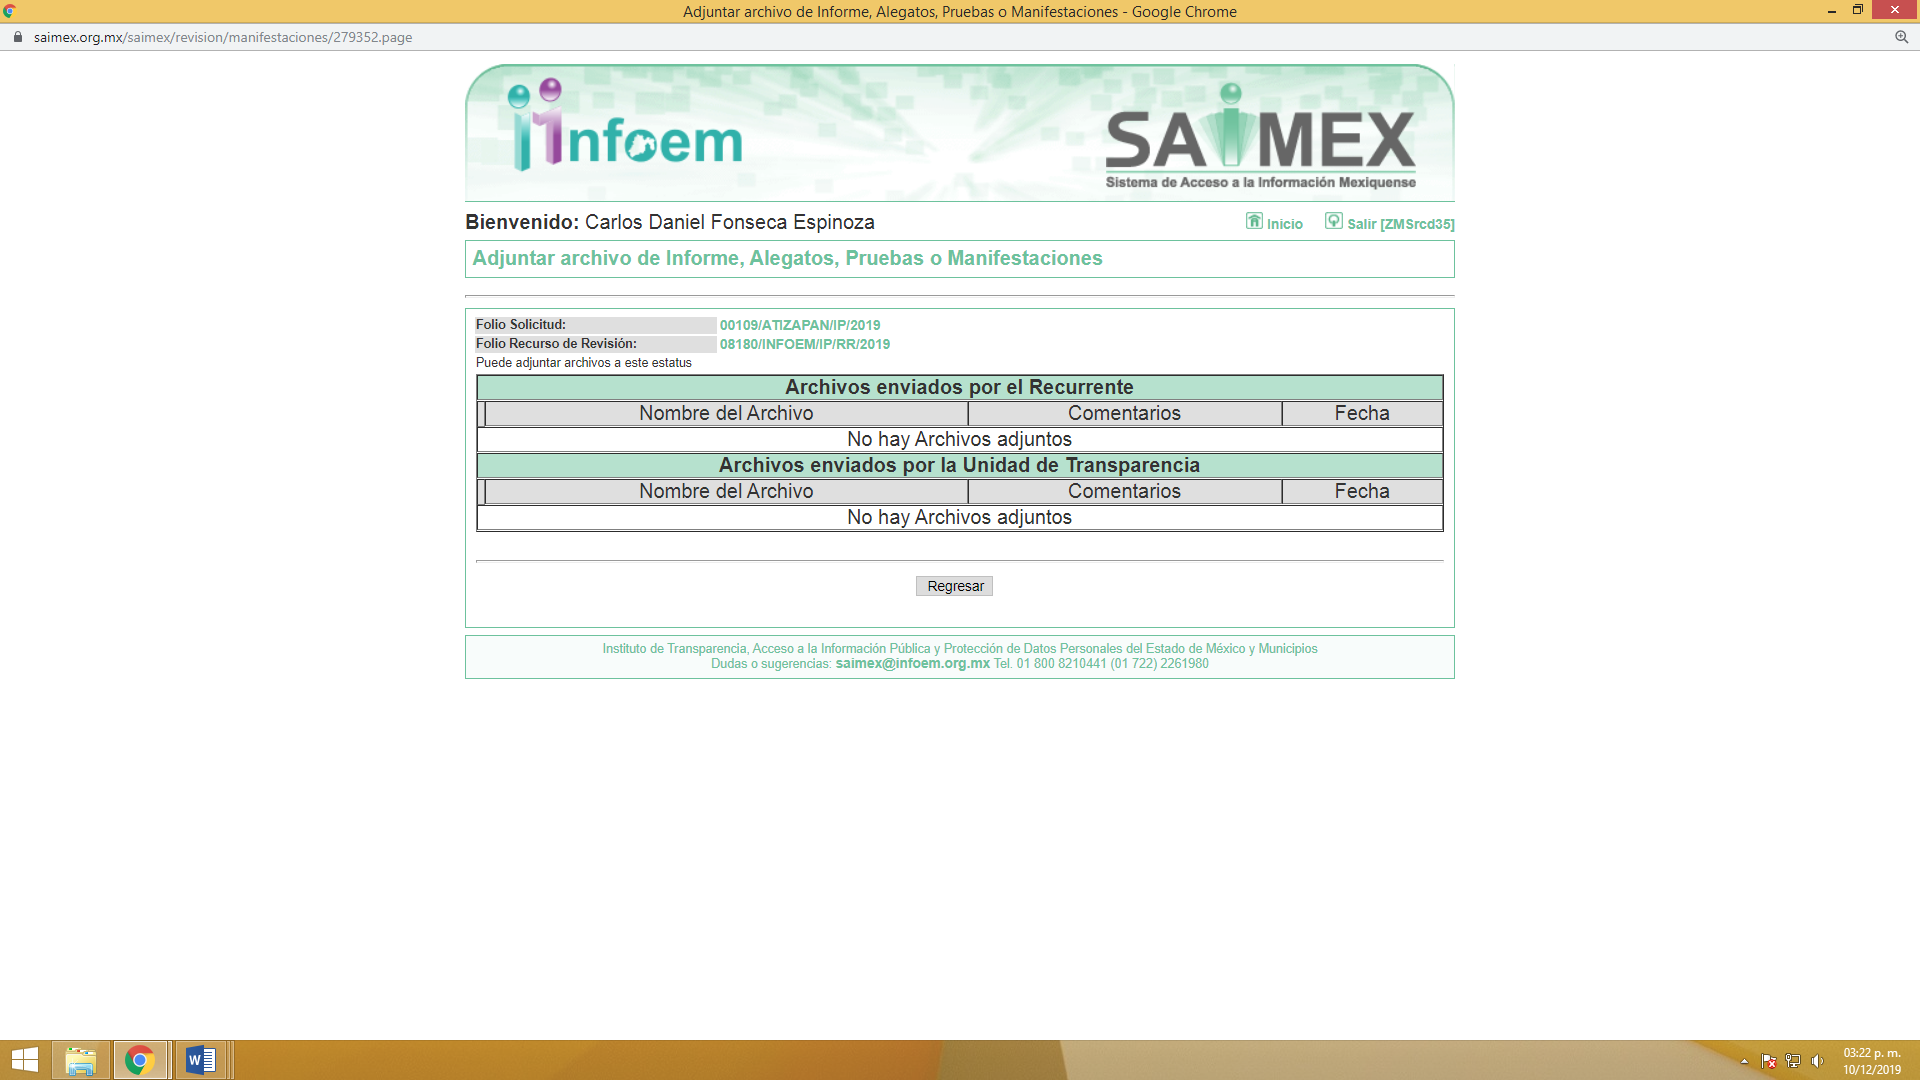 Adjuntar archivo de Informe, Alegatos, Pruebas o Manifestaciones - Google Chrome
saimex.org.mx/saimex/revision/manifestaciones/279352.page
infoem
SAIMEX
Sistema de Acceso a la Información Mexiquense
Bienvenido: Carlos Daniel Fonseca Espinoza
Inicio
Salir [ZMSrcd35]
Adjuntar archivo de Informe, Alegatos, Pruebas o Manifestaciones
Folio Solicitud: 00109/ATIZAPAN/IP/2019
Folio Recurso de Revisión: 08180/INFOEM/IP/RR/2019
Puede adjuntar archivos a este estatus
Archivos enviados por el Recurrente
Nombre del Archivo Comentarios Fecha
No hay Archivos adjuntos
Archivos enviados por la Unidad de Transparencia
Nombre del Archivo Comentarios Fecha
No hay Archivos adjuntos
Regresar
Instituto de Transparencia, Acceso a la Información Pública y Protección de Datos Personales del Estado de México y Municipios
Dudas o sugerencias: saimex@infoem.org.mx Tel. 01 800 8210441 (01 722) 2261980
03:22 p. m.
10/12/2019